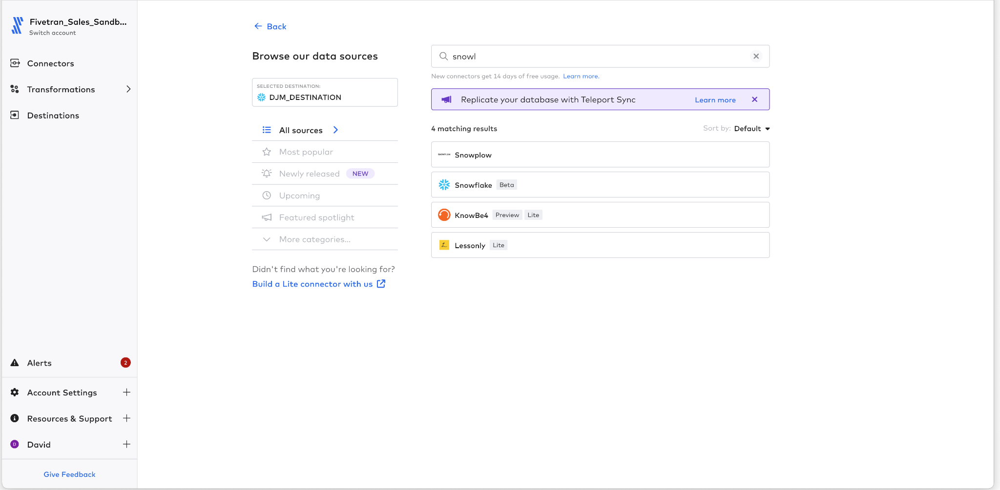 Fivetran_Sales_Sandb...
Switch account
Connectors
Transformations
Destinations
Alerts
2
Account Settings
Resources & Support
D
David
Give Feedback
Back
Browse our data sources
SELECTED DESTINATION:
DJM_DESTINATION
All sources
Most popular
Newly released NEW
Upcoming
Featured spotlight
More categories...
Didn't find what you're looking for?
Build a Lite connector with us
snowl
New connectors get 14 days of free usage. Learn more.
Replicate your database with Teleport Sync Learn more
4 matching results
Sort by: Default
SNOWPLOW Snowplow
Snowflake Beta
KnowBe4 Preview Lite
L Lessonly Lite